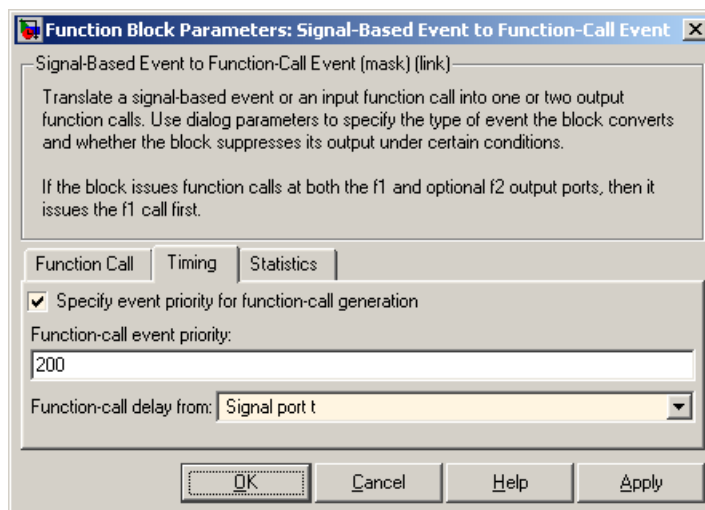 Function Block Parameters: Signal-Based Event to Function-Call Event
Signal-Based Event to Function-Call Event (mask) (link)
Translate a signal-based event or an input function call into one or two output
function calls. Use dialog parameters to specify the type of event the block converts
and whether the block suppresses its output under certain conditions.
If the block issues function calls at both the f1 and optional f2 output ports, then it
issues the f1 call first.
Function Call Timing Statistics
Specify event priority for function-call generation
Function-call event priority:
200
Function-call delay from: Signal port t
OK Cancel Help Apply